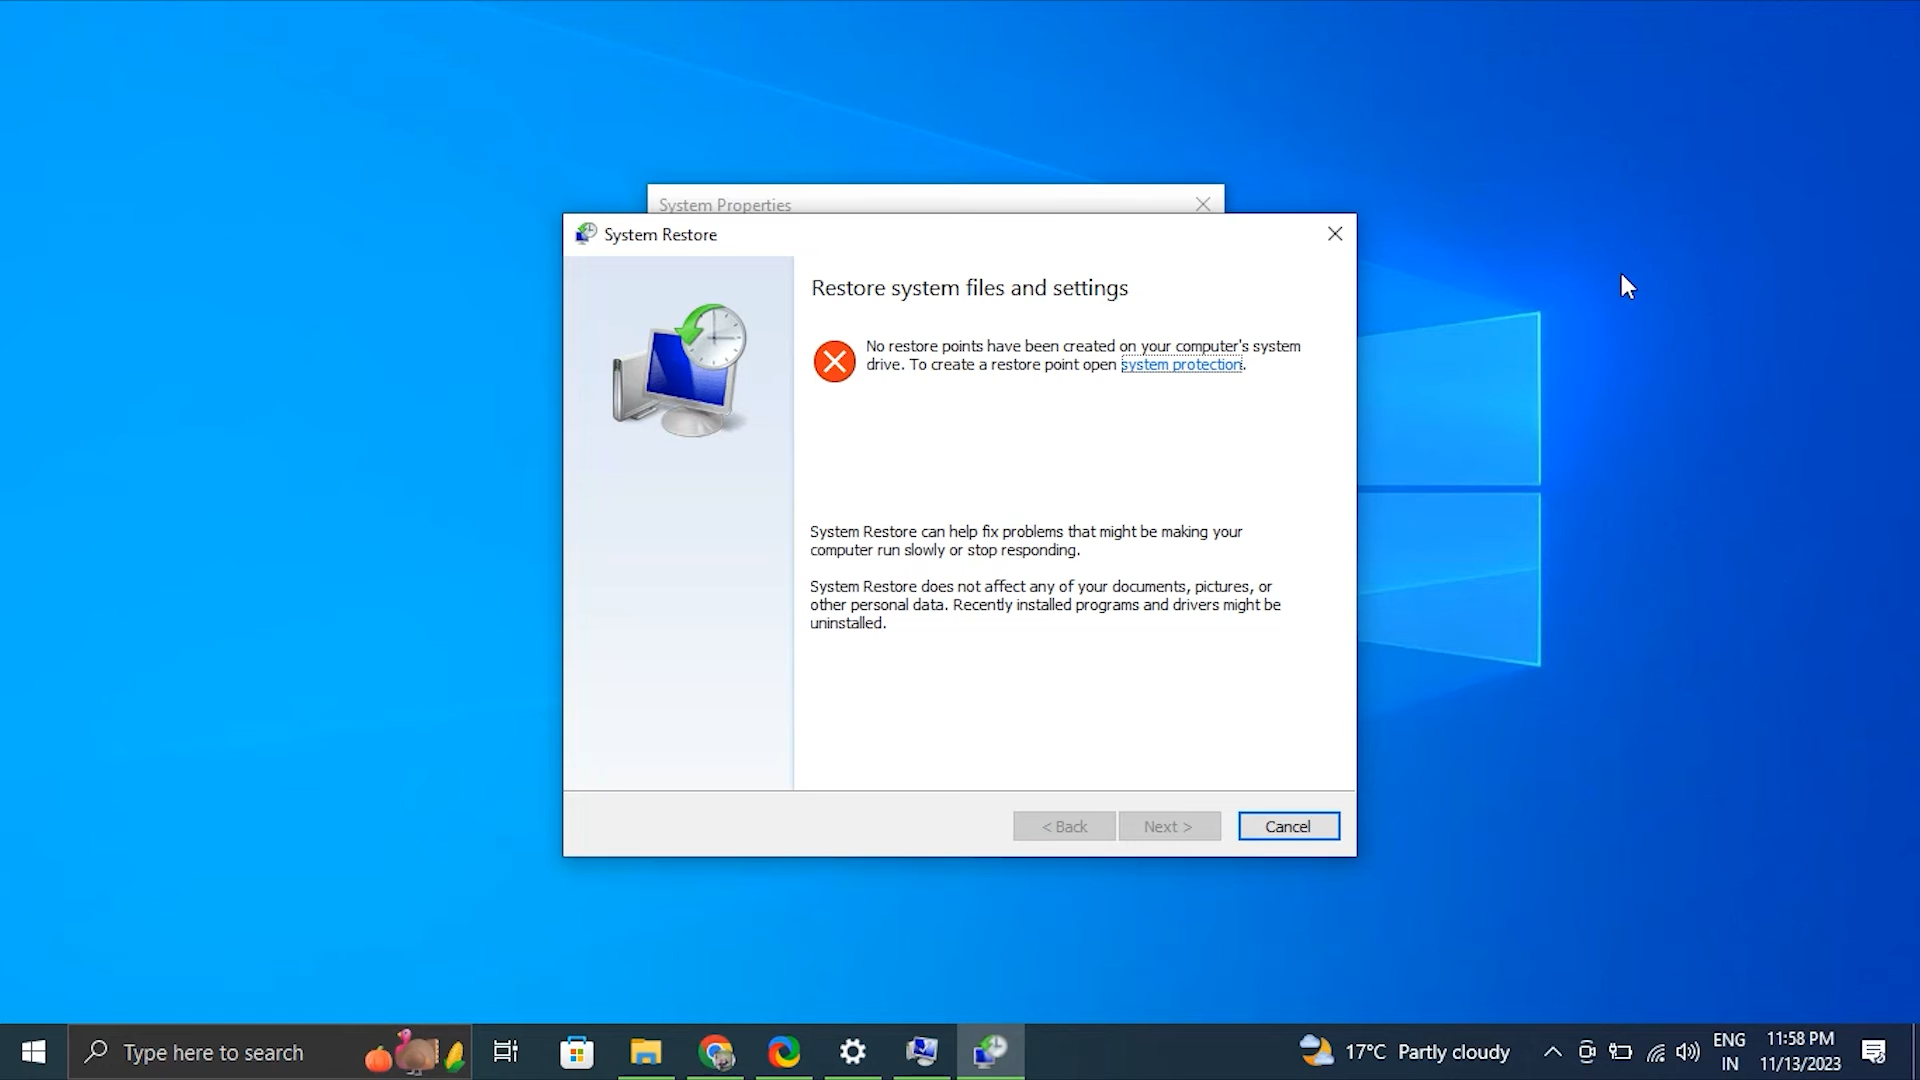 System Properties
System Restore
Restore system files and settings
No restore points have been created on your computer's system
drive. To create a restore point open system protection.
System Restore can help fix problems that might be making your
computer run slowly or stop responding.
System Restore does not affect any of your documents, pictures, or
other personal data. Recently installed programs and drivers might be
uninstalled.
< Back
Next >
Cancel
Type here to search
17°C Partly cloudy
ENG
IN
11:58 PM
11/13/2023